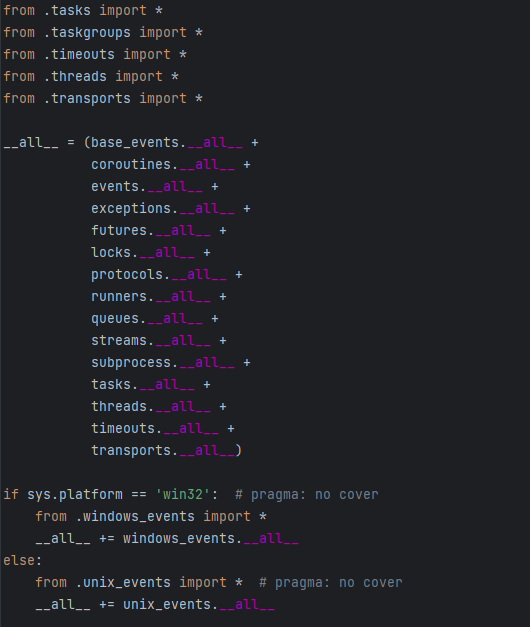 from .tasks import *
from .taskgroups import *
from .timeouts import *
from .threads import *
from .transports import *

__all__ = (base_events.__all__ +
           coroutines.__all__ +
           events.__all__ +
           exceptions.__all__ +
           futures.__all__ +
           locks.__all__ +
           protocols.__all__ +
           runners.__all__ +
           queues.__all__ +
           streams.__all__ +
           subprocess.__all__ +
           tasks.__all__ +
           threads.__all__ +
           timeouts.__all__ +
           transports.__all__)

if sys.platform == 'win32':  # pragma: no cover
    from .windows_events import *
    __all__ += windows_events.__all__
else:
    from .unix_events import *  # pragma: no cover
    __all__ += unix_events.__all__